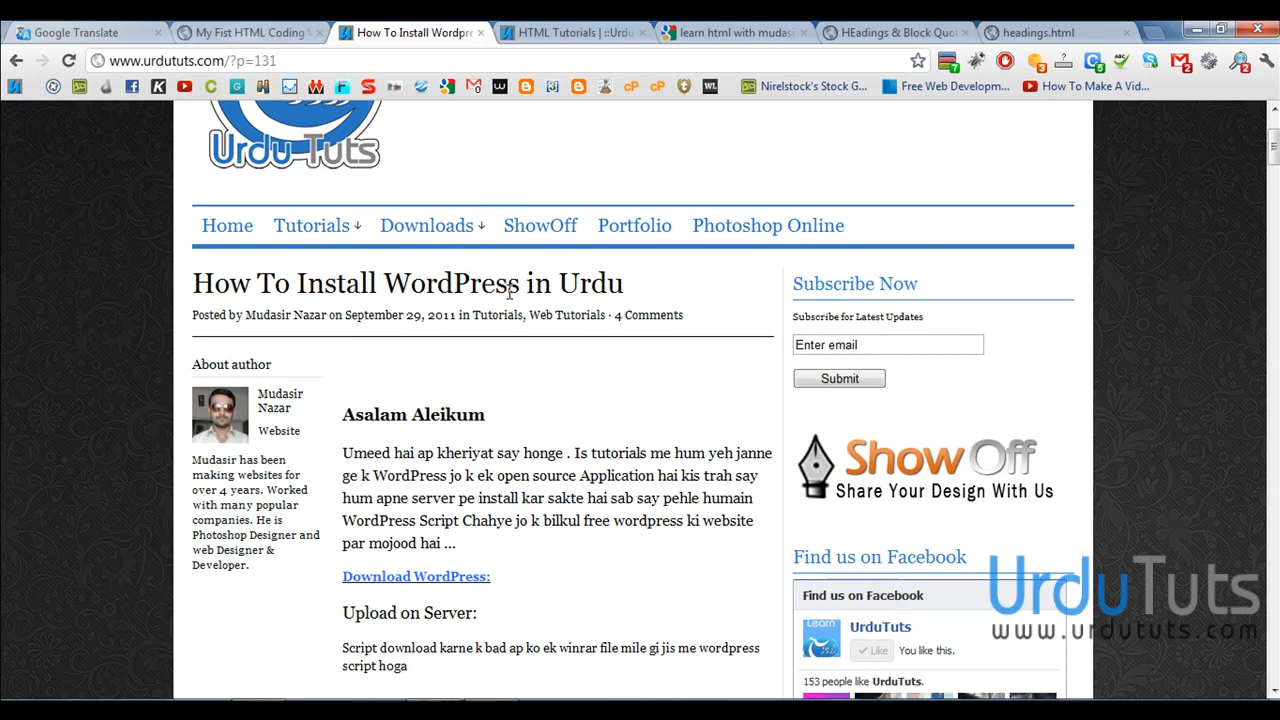 Google Translate
My Fist HTML Coding
How To Install Wordpre
HTML Tutorials | ::Urdu
learn html with mudasi
HEadings & Block Quo
headings.html
www.urdututs.com/?p=131
Nirelstock's Stock G...
Free Web Developm...
How To Make A Vid...
Urdu Tuts
Home
Tutorials
Downloads
ShowOff
Portfolio
Photoshop Online
How To Install WordPress in Urdu
Posted by Mudasir Nazar on September 29, 2011 in Tutorials, Web Tutorials · 4 Comments
About author
Mudasir
Nazar
Website
Mudasir has been
making websites for
over 4 years. Worked
with many popular
companies. He is
Photoshop Designer and
web Designer &
Developer.
Asalam Aleikum
Umeed hai ap kheriyat say honge . Is tutorials me hum yeh janne
ge k WordPress jo k ek open source Application hai kis trah say
hum apne server pe install kar sakte hai sab say pehle humain
WordPress Script Chahye jo k bilkul free wordpress ki website
par mojood hai ...
Download WordPress:
Upload on Server:
Script download karne k bad ap ko ek winrar file mile gi jis me wordpress
script hoga
Subscribe Now
Subscribe for Latest Updates
Enter email
Submit
Show Off
Share Your Design With Us
Find us on Facebook
Find us on Facebook
UrduTuts
Like
You like this.
153 people like UrduTuts.
UrduTuts
www.urdututs.com